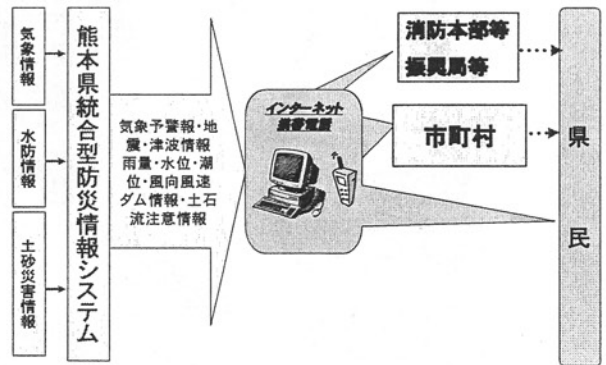 気象情報
水防情報
土砂災害情報
熊本県統合型防災情報システム
気象予警報・地
震・津波情報
雨量・水位・潮
位・風向風速
ダム情報・土石
流注意情報
インターネット
携帯電話
消防本部等
振興局等
市町村
県民